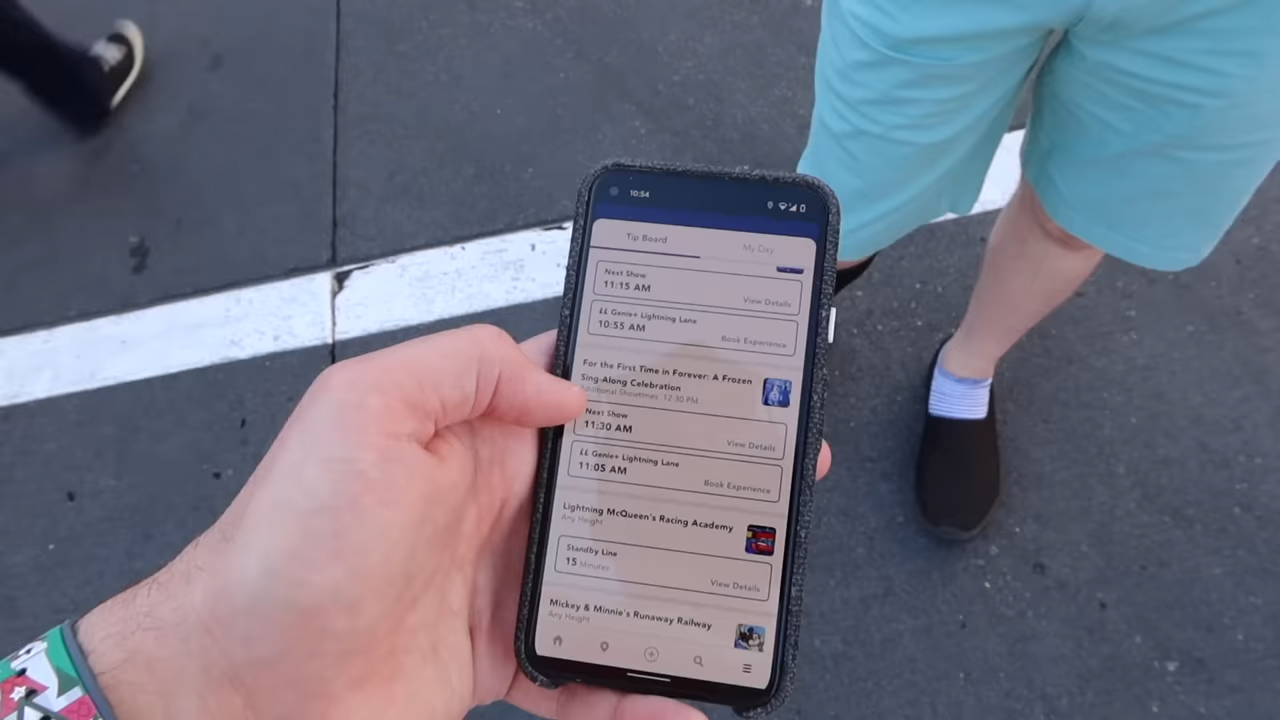 10:54
Tip Board
My Day
Next Show
11:15 AM
View Details
Genie+ Lightning Lane
10:55 AM
Book Experience
For the First Time in Forever: A Frozen
Sing-Along Celebration
Additional Showtimes: 12:30 PM
Next Show
11:30 AM
View Details
Genie+ Lightning Lane
11:05 AM
Book Experience
Lightning McQueen's Racing Academy
Any Height
Standby Line
15 Minutes
View Details
Mickey & Minnie's Runaway Railway
Any Height